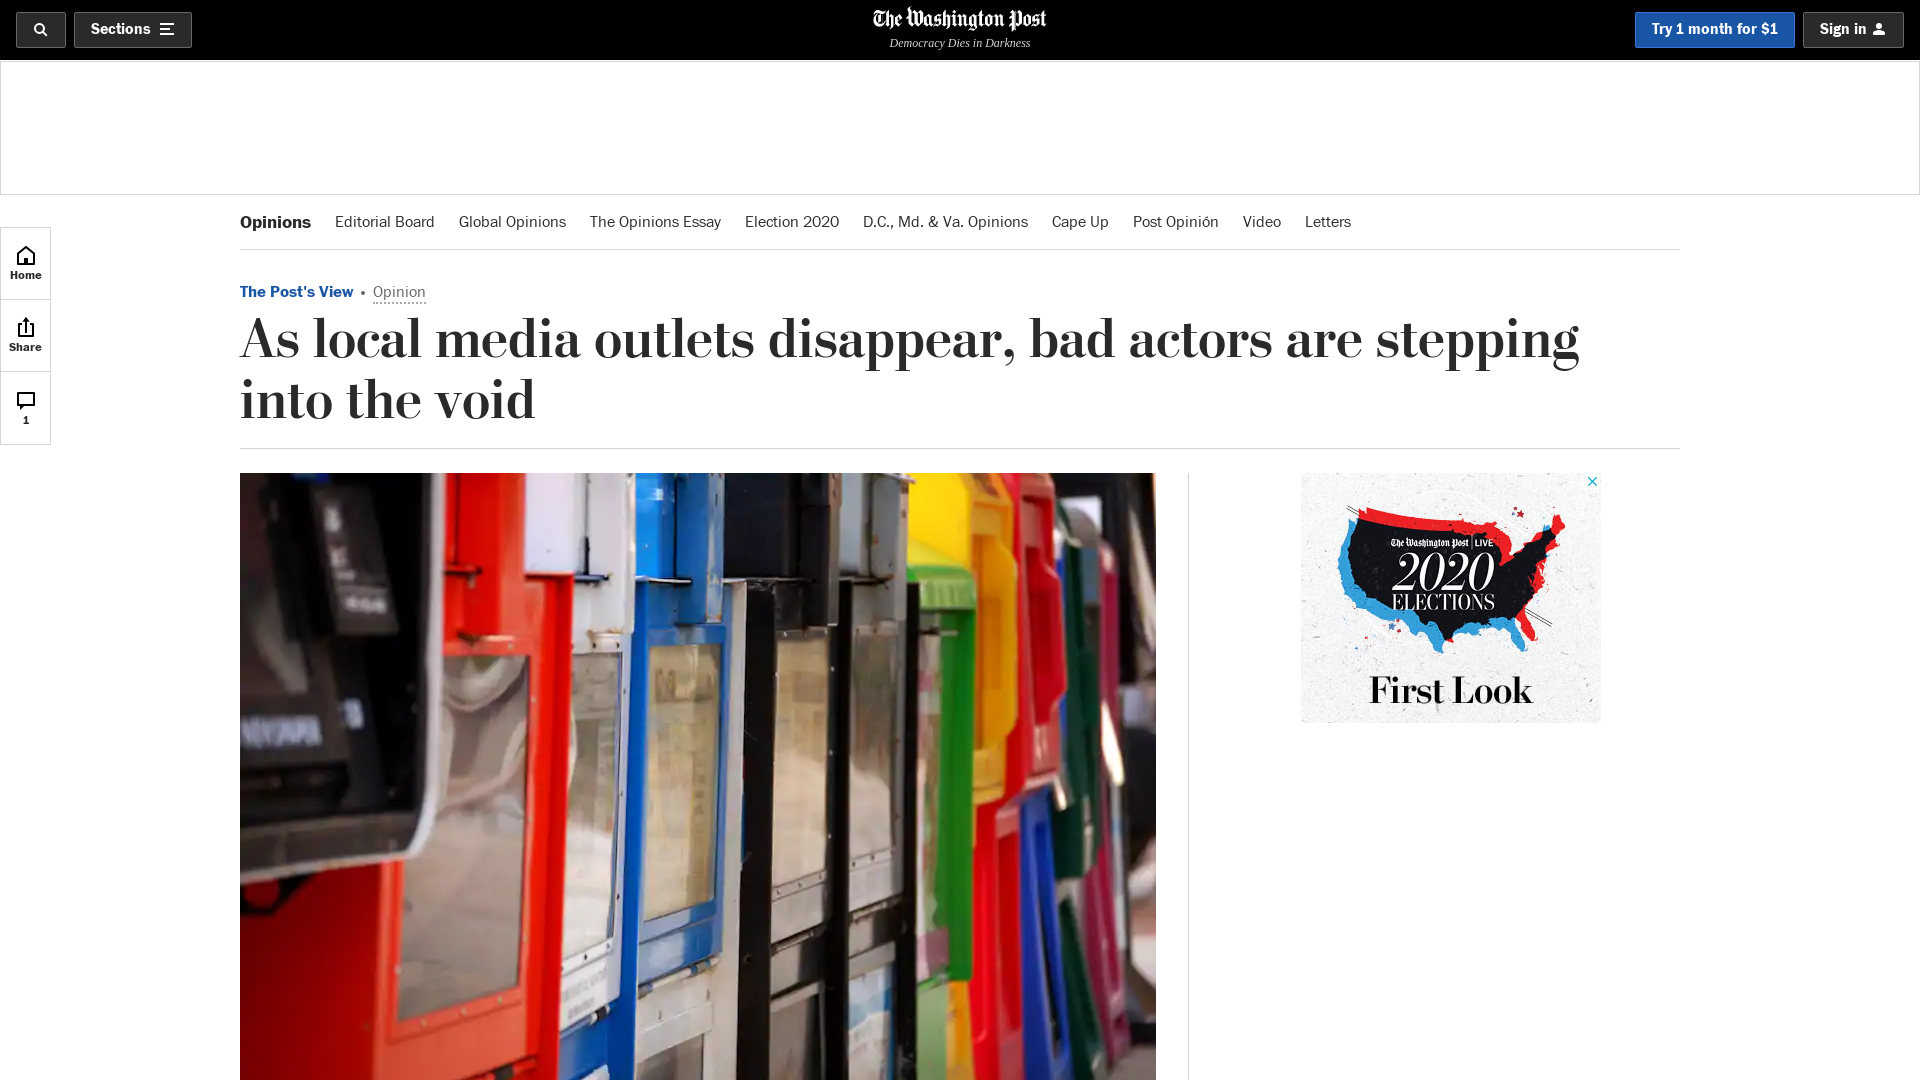 Sections
The Washington Post
Democracy Dies in Darkness
Try 1 month for $1
Sign in
Opinions
Editorial Board
Global Opinions
The Opinions Essay
Election 2020
D.C., Md. & Va. Opinions
Cape Up
Post Opinión
Video
Letters
Home
Share
1
The Post's View • Opinion
As local media outlets disappear, bad actors are stepping
into the void
The Washington Post | LIVE
2020
ELECTIONS
First Look